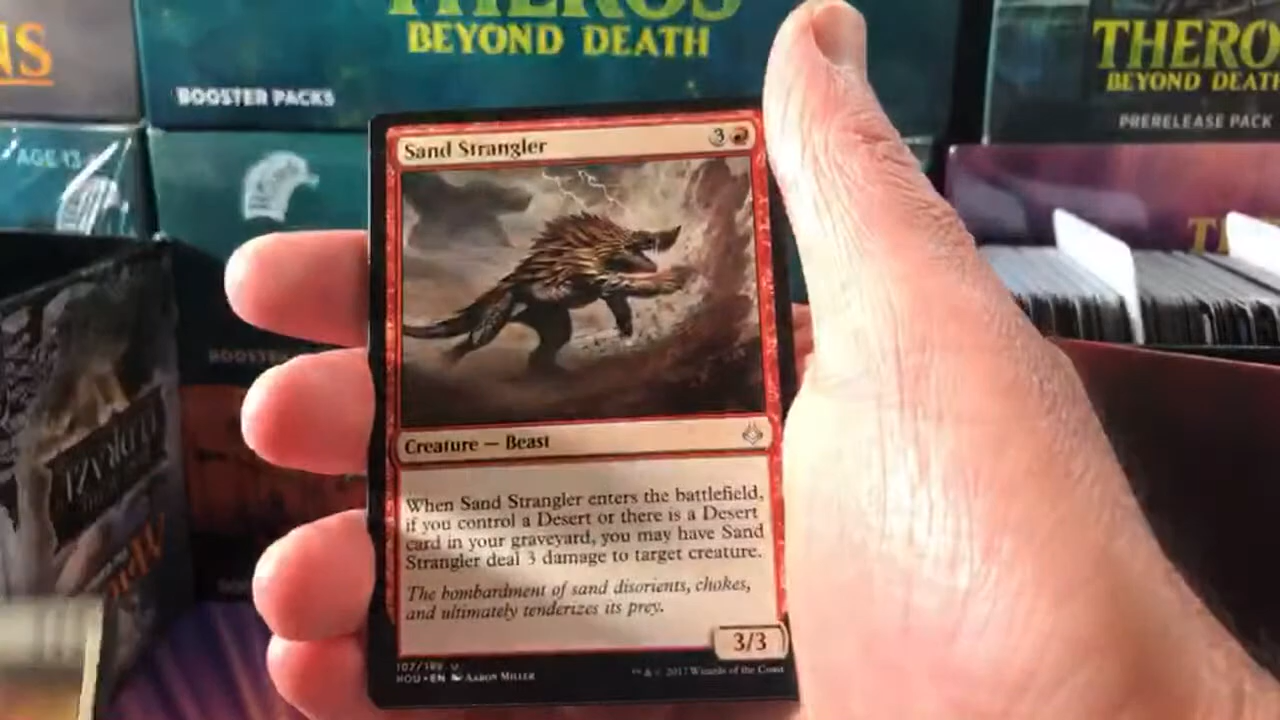 NS
THEROS
BEYOND DEATH
BOOSTER PACKS
THERO
BEYOND DEATH
PRERELEASE PACK
AGE 13
Sand Strangler
3
Creature — Beast
When Sand Strangler enters the battlefield,
if you control a Desert or there is a Desert
card in your graveyard, you may have Sand
Strangler deal 3 damage to target creature.
The bombardment of sand disorients, chokes,
and ultimately tenderizes its prey.
3/3
107/199 U
HOU • EN AARON MILLER
™ & © 2017 Wizards of the Coast